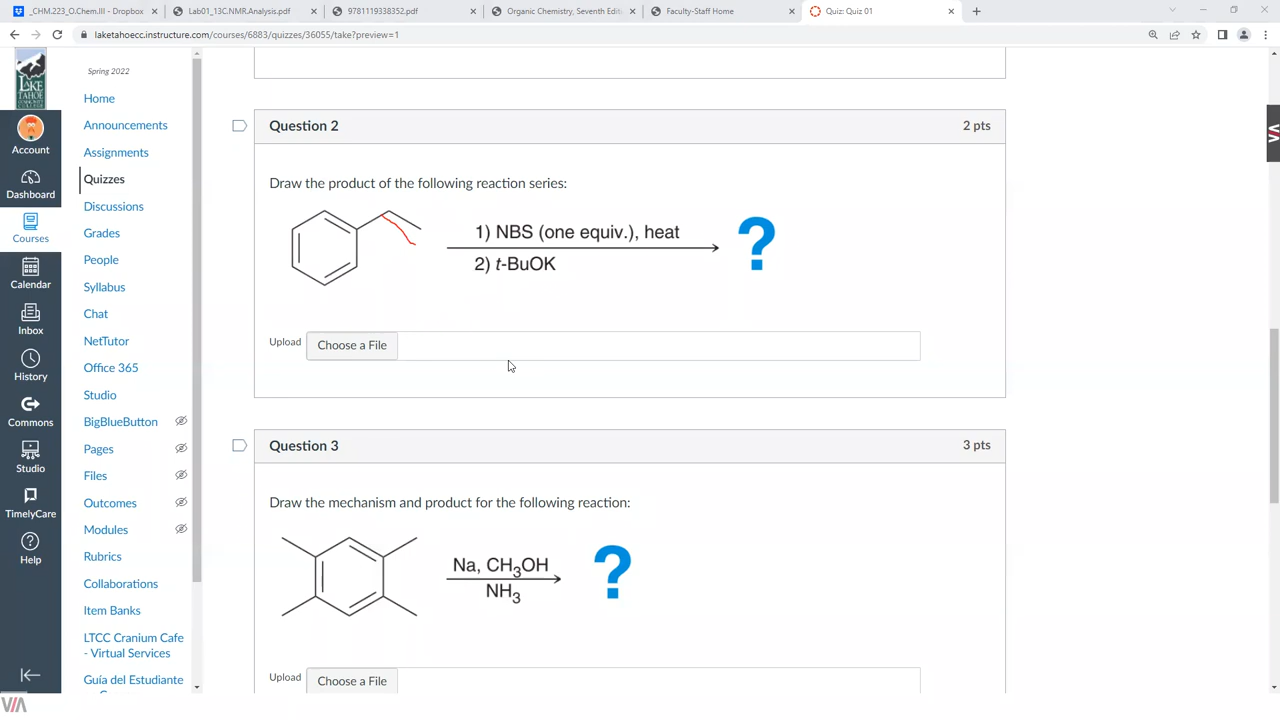 _CHM.223_O.Chem.III - Dropbox
Lab01_13C.NMR.Analysis.pdf
9781119338352.pdf
Organic Chemistry, Seventh Edit
Faculty-Staff Home
Quiz: Quiz 01
laketahoecc.instructure.com/courses/6883/quizzes/36055/take?preview=1
LAKE
TAHOE
Account
Dashboard
Courses
Calendar
Inbox
History
Commons
Studio
TimelyCare
Help
Spring 2022
Home
Announcements
Assignments
Quizzes
Discussions
Grades
People
Syllabus
Chat
NetTutor
Office 365
Studio
BigBlueButton
Pages
Files
Outcomes
Modules
Rubrics
Collaborations
Item Banks
LTCC Cranium Cafe
- Virtual Services
Guía del Estudiante
Question 2
2 pts
Draw the product of the following reaction series:
1) NBS (one equiv.), heat
2) t-BuOK
?
Upload
Choose a File
Question 3
3 pts
Draw the mechanism and product for the following reaction:
Na, CH3OH
NH3
?
Upload
Choose a File
VIA